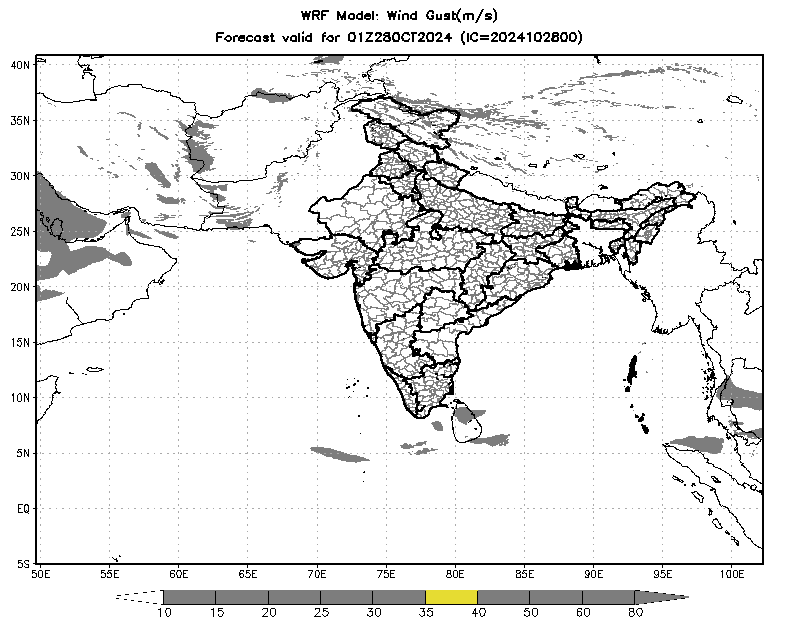 WRF Model: Wind Gust(m/s)
Forecast valid for 01Z28OCT2024 (IC=2024102800)
40N
35N
30N
25N
20N
15N
10N
5N
EQ
5S
50E 55E 60E 65E 70E 75E 80E 85E 90E 95E 100E
10 15 20 25 30 35 40 50 60 80